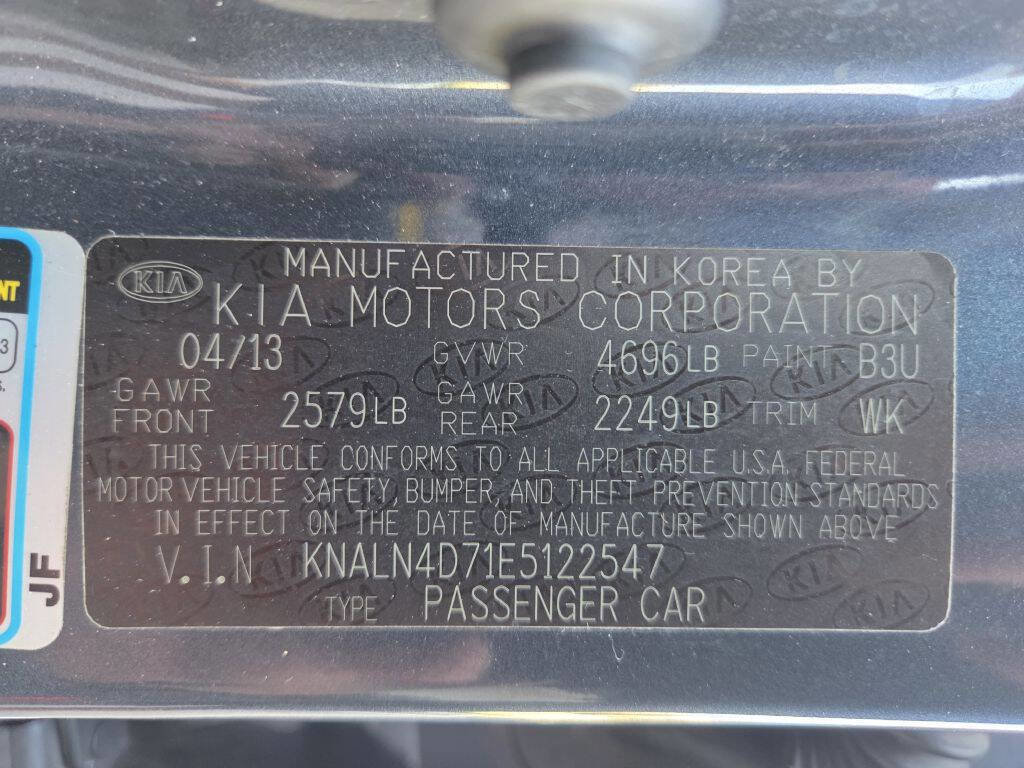 KIA
MANUFACTURED IN KOREA BY
KIA MOTORS CORPORATION
04/13 GVWR 4696LB PAINT B3U
GAWR FRONT 2579LB GAWR REAR 2249LB TRIM WK
THIS VEHICLE CONFORMS TO ALL APPLICABLE U.S.A. FEDERAL
MOTOR VEHICLE SAFETY BUMPER AND THEFT PREVENTION STANDARDS
IN EFFECT ON THE DATE OF MANUFACTURE SHOWN ABOVE
V.I.N KNALN4D71E5122547
TYPE PASSENGER CAR
JF